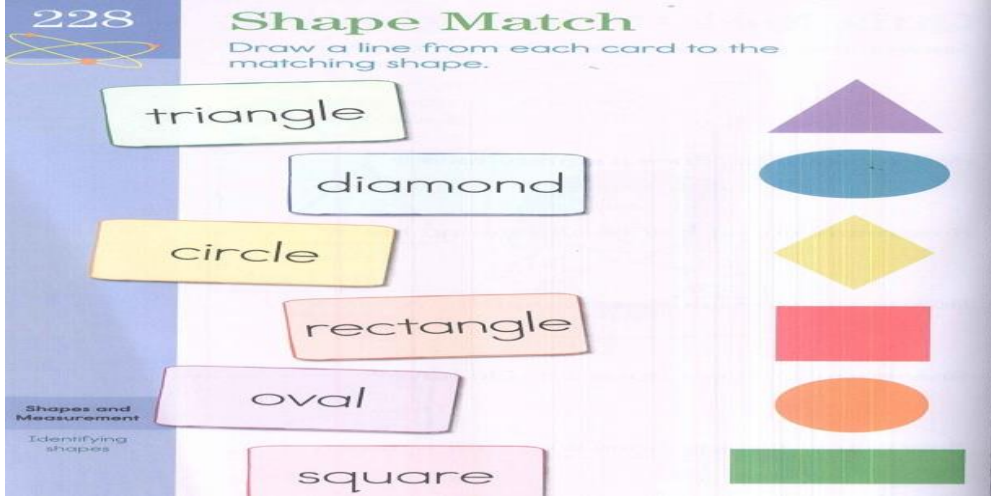 228
Shape Match
Draw a line from each card to the
matching shape.
triangle
diamond
circle
rectangle
oval
square
Shapes and
Measurement
Identifying
shapes